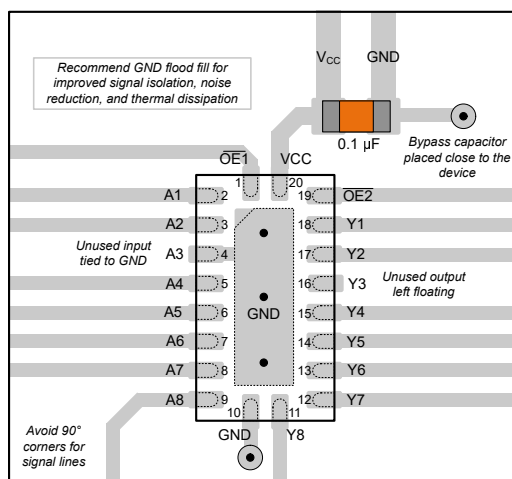 V_CC GND
Recommend GND flood fill for
improved signal isolation, noise
reduction, and thermal dissipation
0.1 µF
Bypass capacitor
placed close to the
device
O̅E̅1 VCC
1 20
A1 2 19 O̅E̅2
A2 3 18 Y1
Unused input
tied to GND
A3 4 17 Y2
A4 5 16 Y3
Unused output
left floating
GND
A5 6 15 Y4
A6 7 14 Y5
A7 8 13 Y6
A8 9 12 Y7
10 11
GND Y8
Avoid 90°
corners for
signal lines